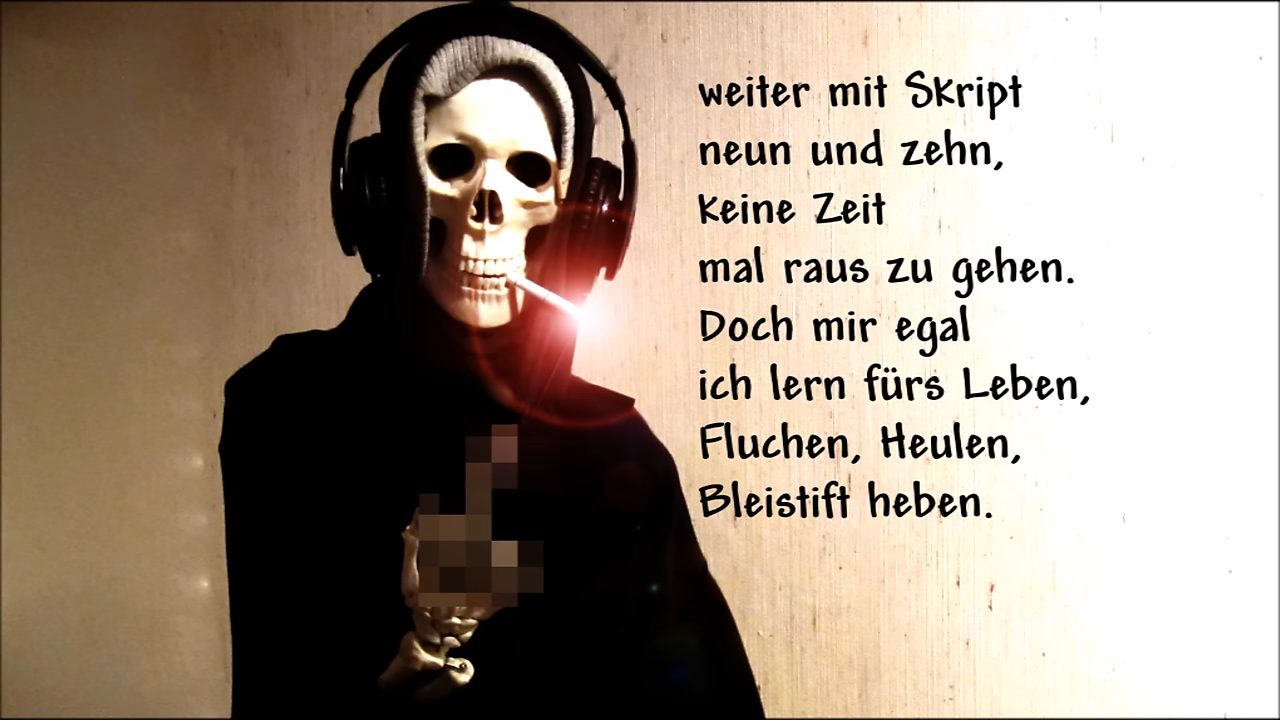 weiter mit Skript
neun und zehn,
keine Zeit
mal raus zu gehen.
Doch mir egal
ich lern fürs Leben,
Fluchen, Heulen,
Bleistift heben.